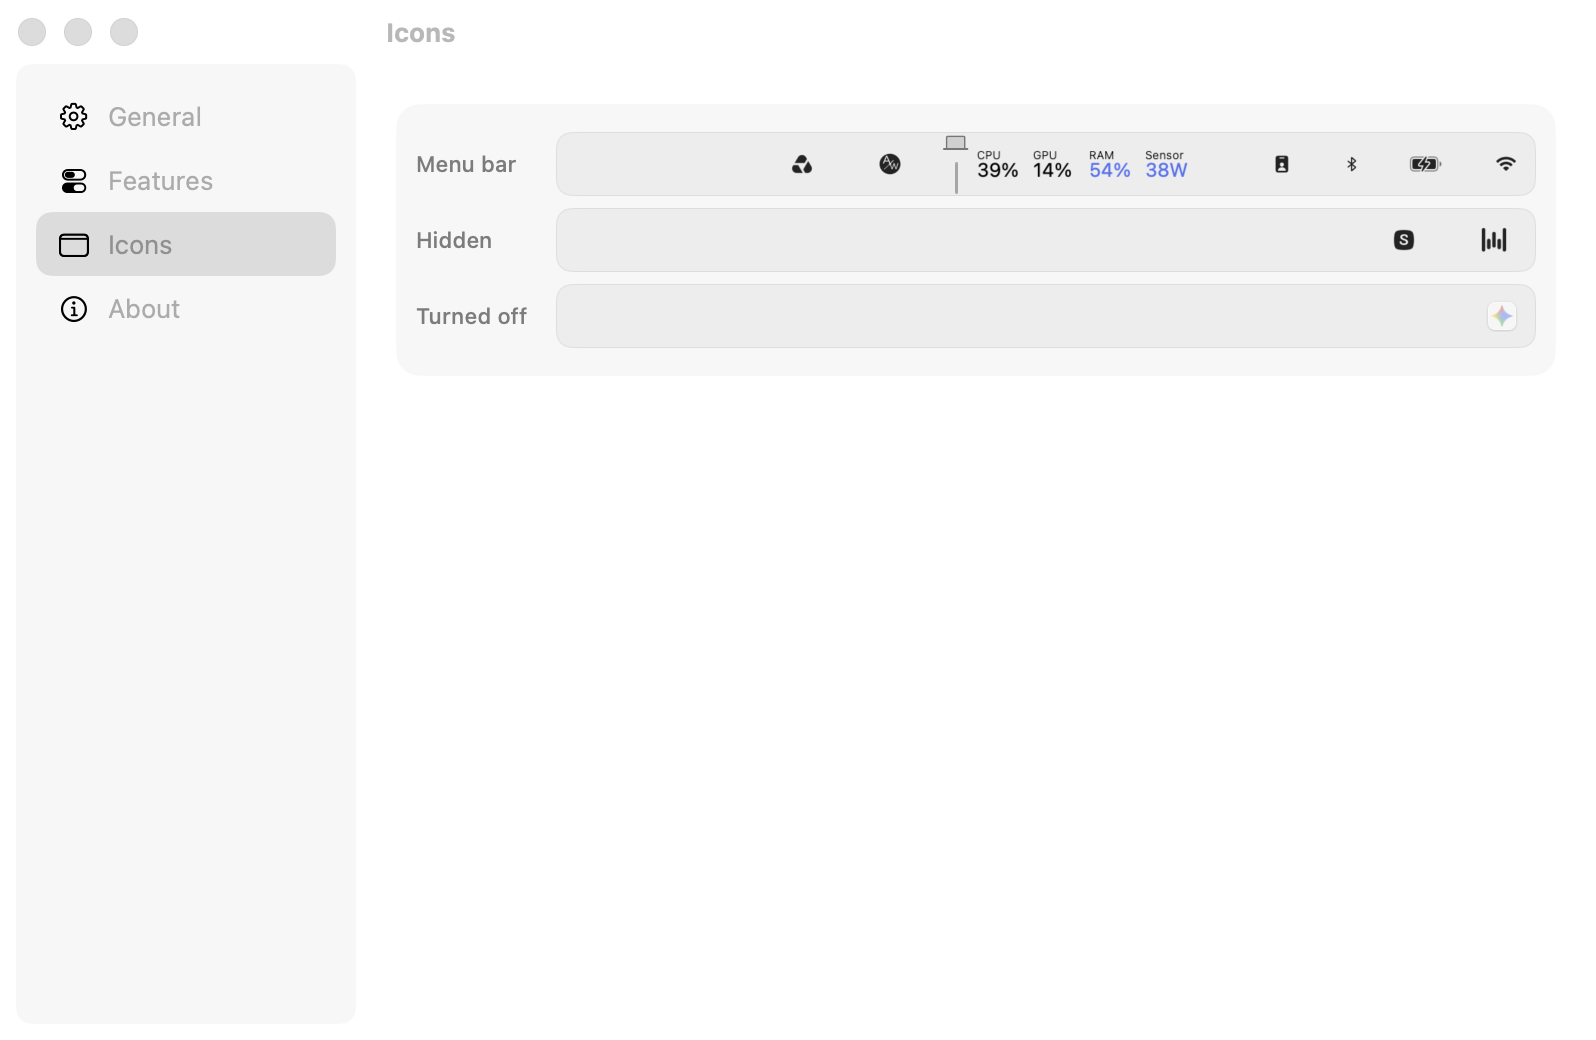 Icons
General
Features
Icons
About
Menu bar
CPU GPU RAM Sensor
39% 14% 54% 38W
Hidden
S
Turned off